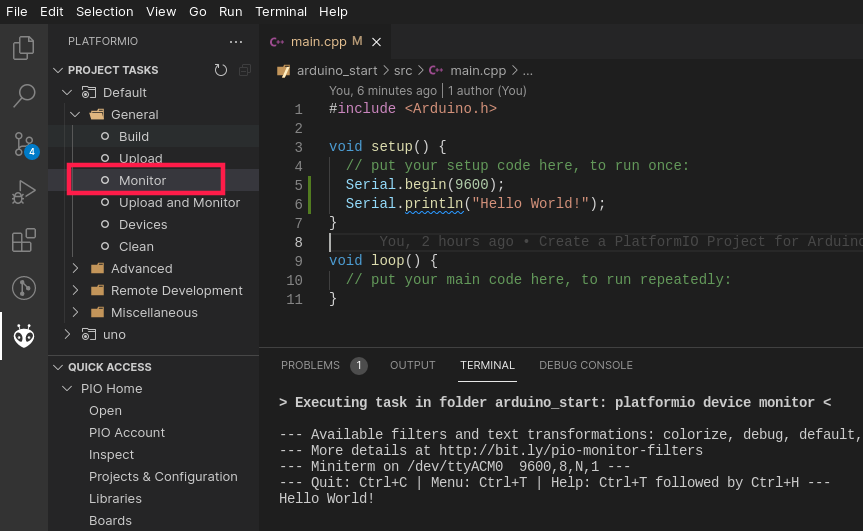 File Edit Selection View Go Run Terminal Help
PLATFORMIO ...
PROJECT TASKS
Default
General
Build
Upload
Monitor
Upload and Monitor
Devices
Clean
Advanced
Remote Development
Miscellaneous
uno
QUICK ACCESS
PIO Home
Open
PIO Account
Inspect
Projects & Configuration
Libraries
Boards
4
main.cpp M
arduino_start > src > main.cpp > ...
You, 6 minutes ago | 1 author (You)
1 #include <Arduino.h>
2
3 void setup() {
4 // put your setup code here, to run once:
5 Serial.begin(9600);
6 Serial.println("Hello World!");
7 }
8 You, 2 hours ago • Create a PlatformIO Project for Arduino
9 void loop() {
10 // put your main code here, to run repeatedly:
11 }
PROBLEMS 1 OUTPUT TERMINAL DEBUG CONSOLE
> Executing task in folder arduino_start: platformio device monitor <
--- Available filters and text transformations: colorize, debug, default,
--- More details at http://bit.ly/pio-monitor-filters
--- Miniterm on /dev/ttyACM0 9600,8,N,1 ---
--- Quit: Ctrl+C | Menu: Ctrl+T | Help: Ctrl+T followed by Ctrl+H ---
Hello World!